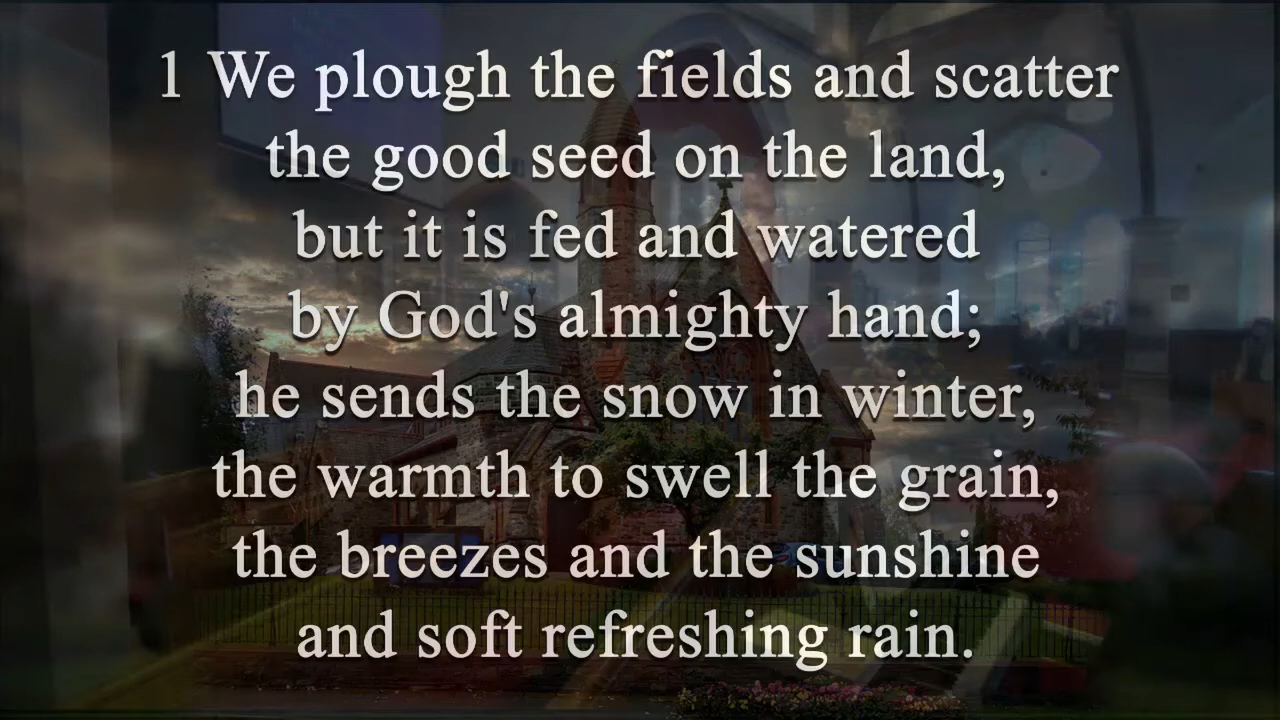 1 We plough the fields and scatter
the good seed on the land,
but it is fed and watered
by God's almighty hand;
he sends the snow in winter,
the warmth to swell the grain,
the breezes and the sunshine
and soft refreshing rain.